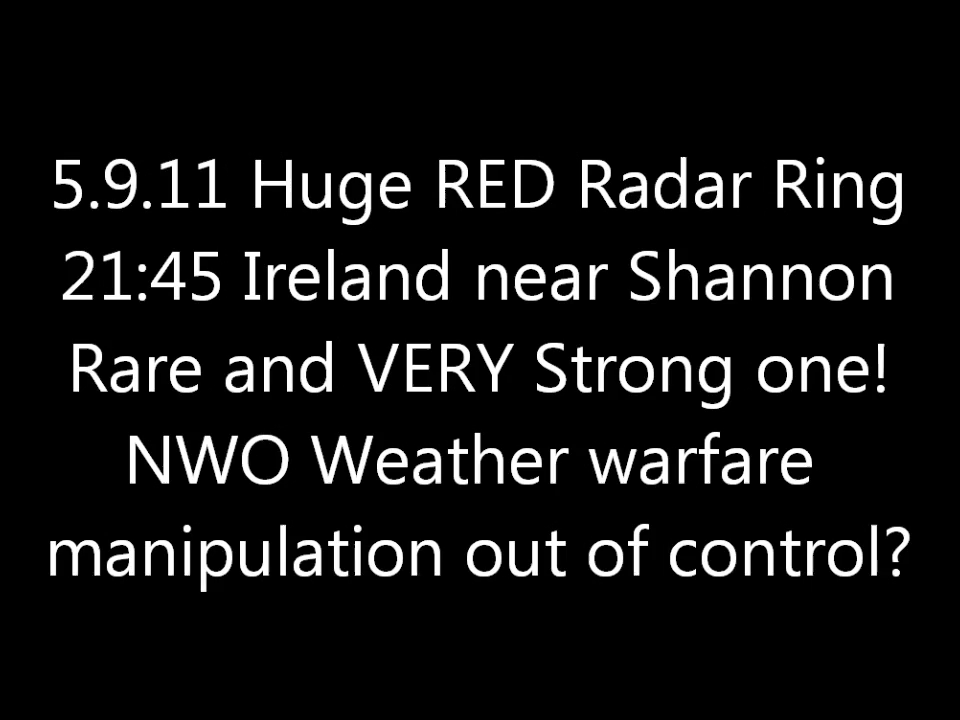 5.9.11 Huge RED Radar Ring
21:45 Ireland near Shannon
Rare and VERY Strong one!
NWO Weather warfare
manipulation out of control?